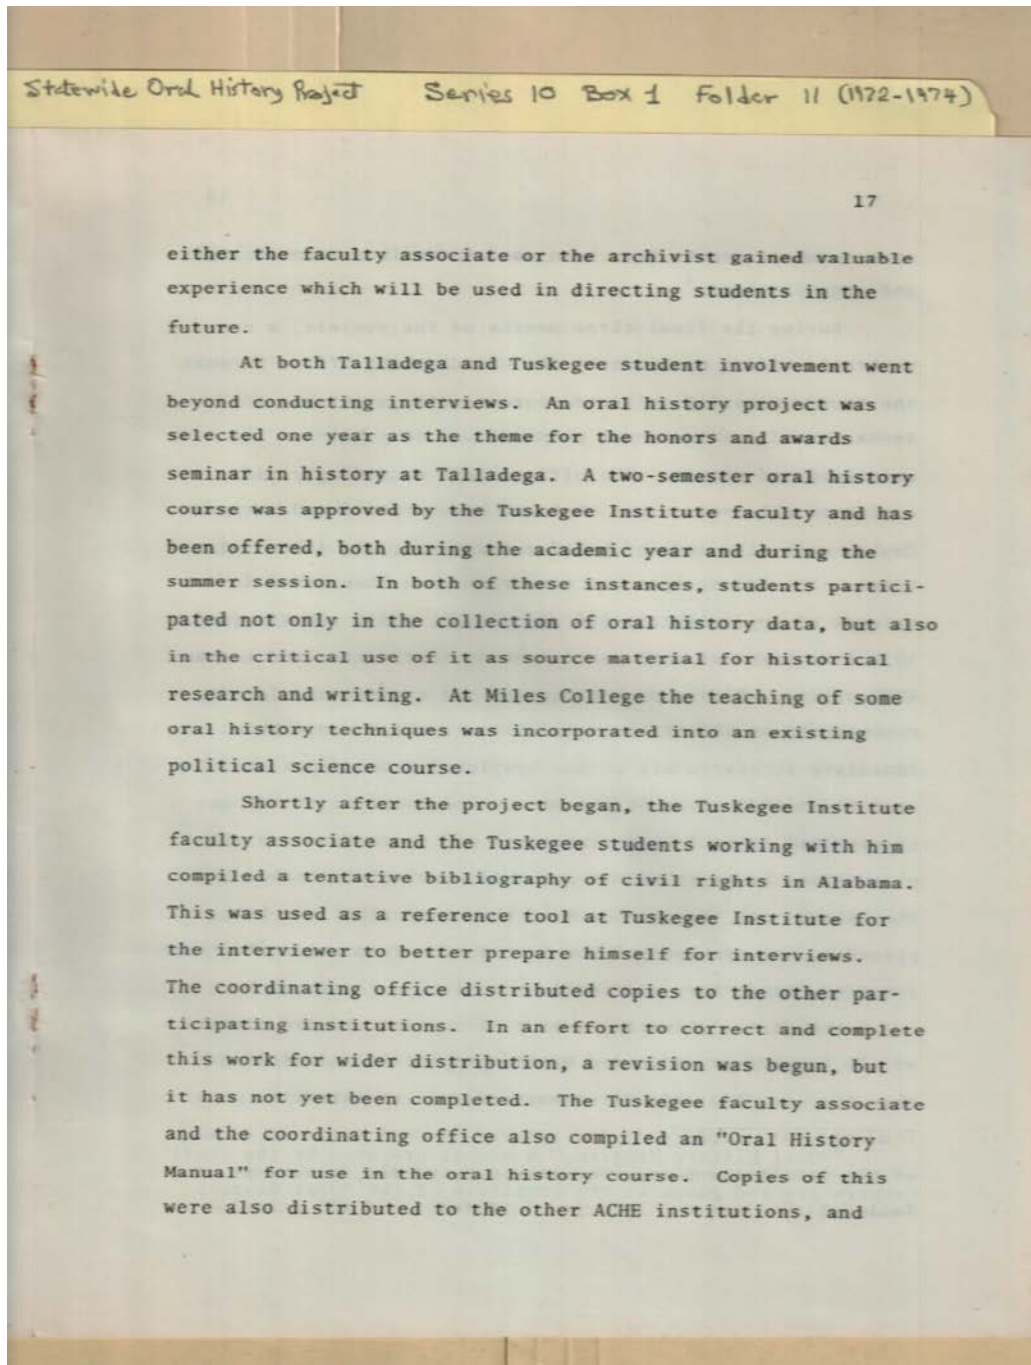 Statewide Oral History Project Series 10 Box 1 Folder 11 (1972-1974)
17
either the faculty associate or the archivist gained valuable
experience which will be used in directing students in the
future.
At both Talladega and Tuskegee student involvement went
beyond conducting interviews. An oral history project was
selected one year as the theme for the honors and awards
seminar in history at Talladega. A two-semester oral history
course was approved by the Tuskegee Institute faculty and has
been offered, both during the academic year and during the
summer session. In both of these instances, students partici-
pated not only in the collection of oral history data, but also
in the critical use of it as source material for historical
research and writing. At Miles College the teaching of some
oral history techniques was incorporated into an existing
political science course.
Shortly after the project began, the Tuskegee Institute
faculty associate and the Tuskegee students working with him
compiled a tentative bibliography of civil rights in Alabama.
This was used as a reference tool at Tuskegee Institute for
the interviewer to better prepare himself for interviews.
The coordinating office distributed copies to the other par-
ticipating institutions. In an effort to correct and complete
this work for wider distribution, a revision was begun, but
it has not yet been completed. The Tuskegee faculty associate
and the coordinating office also compiled an "Oral History
Manual" for use in the oral history course. Copies of this
were also distributed to the other ACHE institutions, and